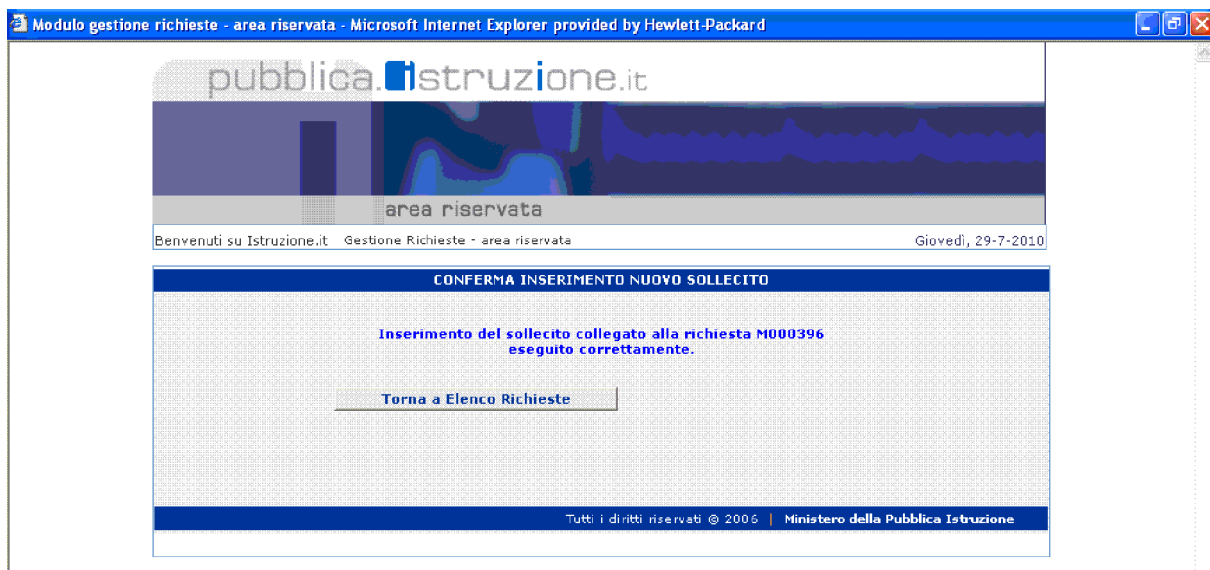 Modulo gestione richieste - area riservata - Microsoft Internet Explorer provided by Hewlett-Packard
pubblica.istruzione.it
area riservata
Benvenuti su Istruzione.it Gestione Richieste - area riservata Giovedì, 29-7-2010
CONFERMA INSERIMENTO NUOVO SOLLECITO
Inserimento del sollecito collegato alla richiesta M000396
eseguito correttamente.
Torna a Elenco Richieste
Tutti i diritti riservati @ 2006 | Ministero della Pubblica Istruzione